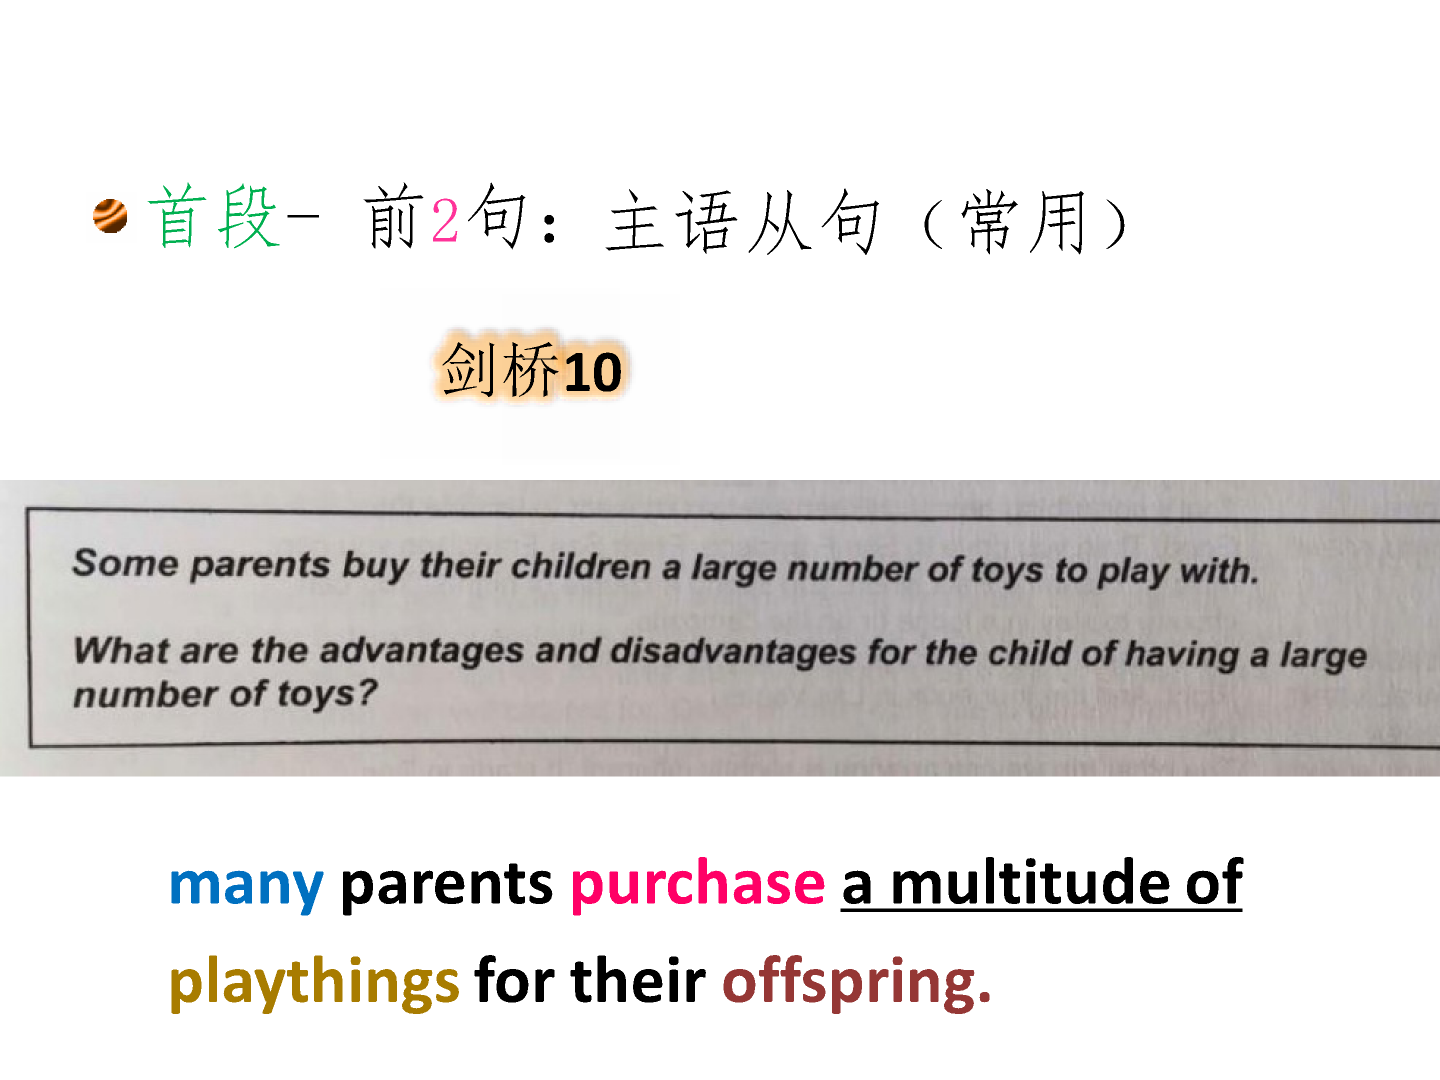 首段- 前2句：主语从句（常用）
剑桥10
Some parents buy their children a large number of toys to play with.
What are the advantages and disadvantages for the child of having a large
number of toys?
many parents purchase a multitude of
playthings for their offspring.